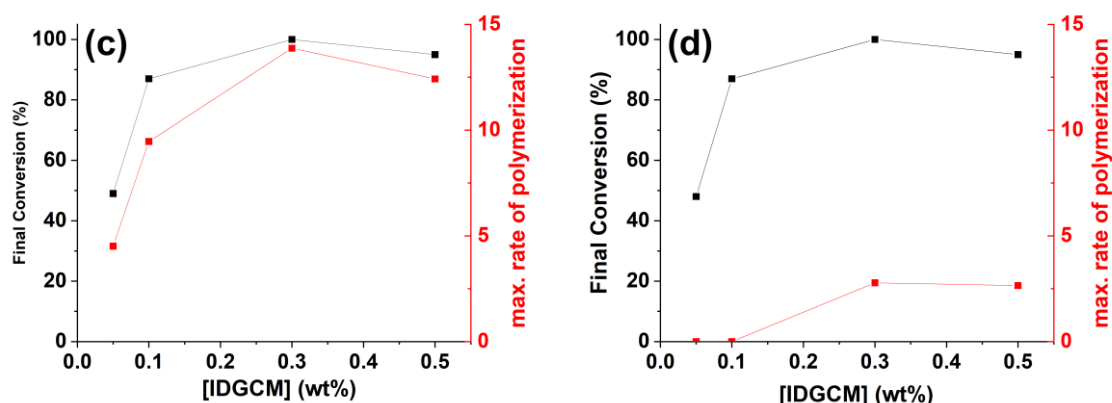 (c)
Final Conversion (%)
100
80
60
40
20
0
0.0 0.1 0.2 0.3 0.4 0.5
[IDGCM] (wt%)
15
10
5
0
max. rate of polymerization
(d)
Final Conversion (%)
100
80
60
40
20
0
0.0 0.1 0.2 0.3 0.4 0.5
[IDGCM] (wt%)
15
10
5
0
max. rate of polymerization